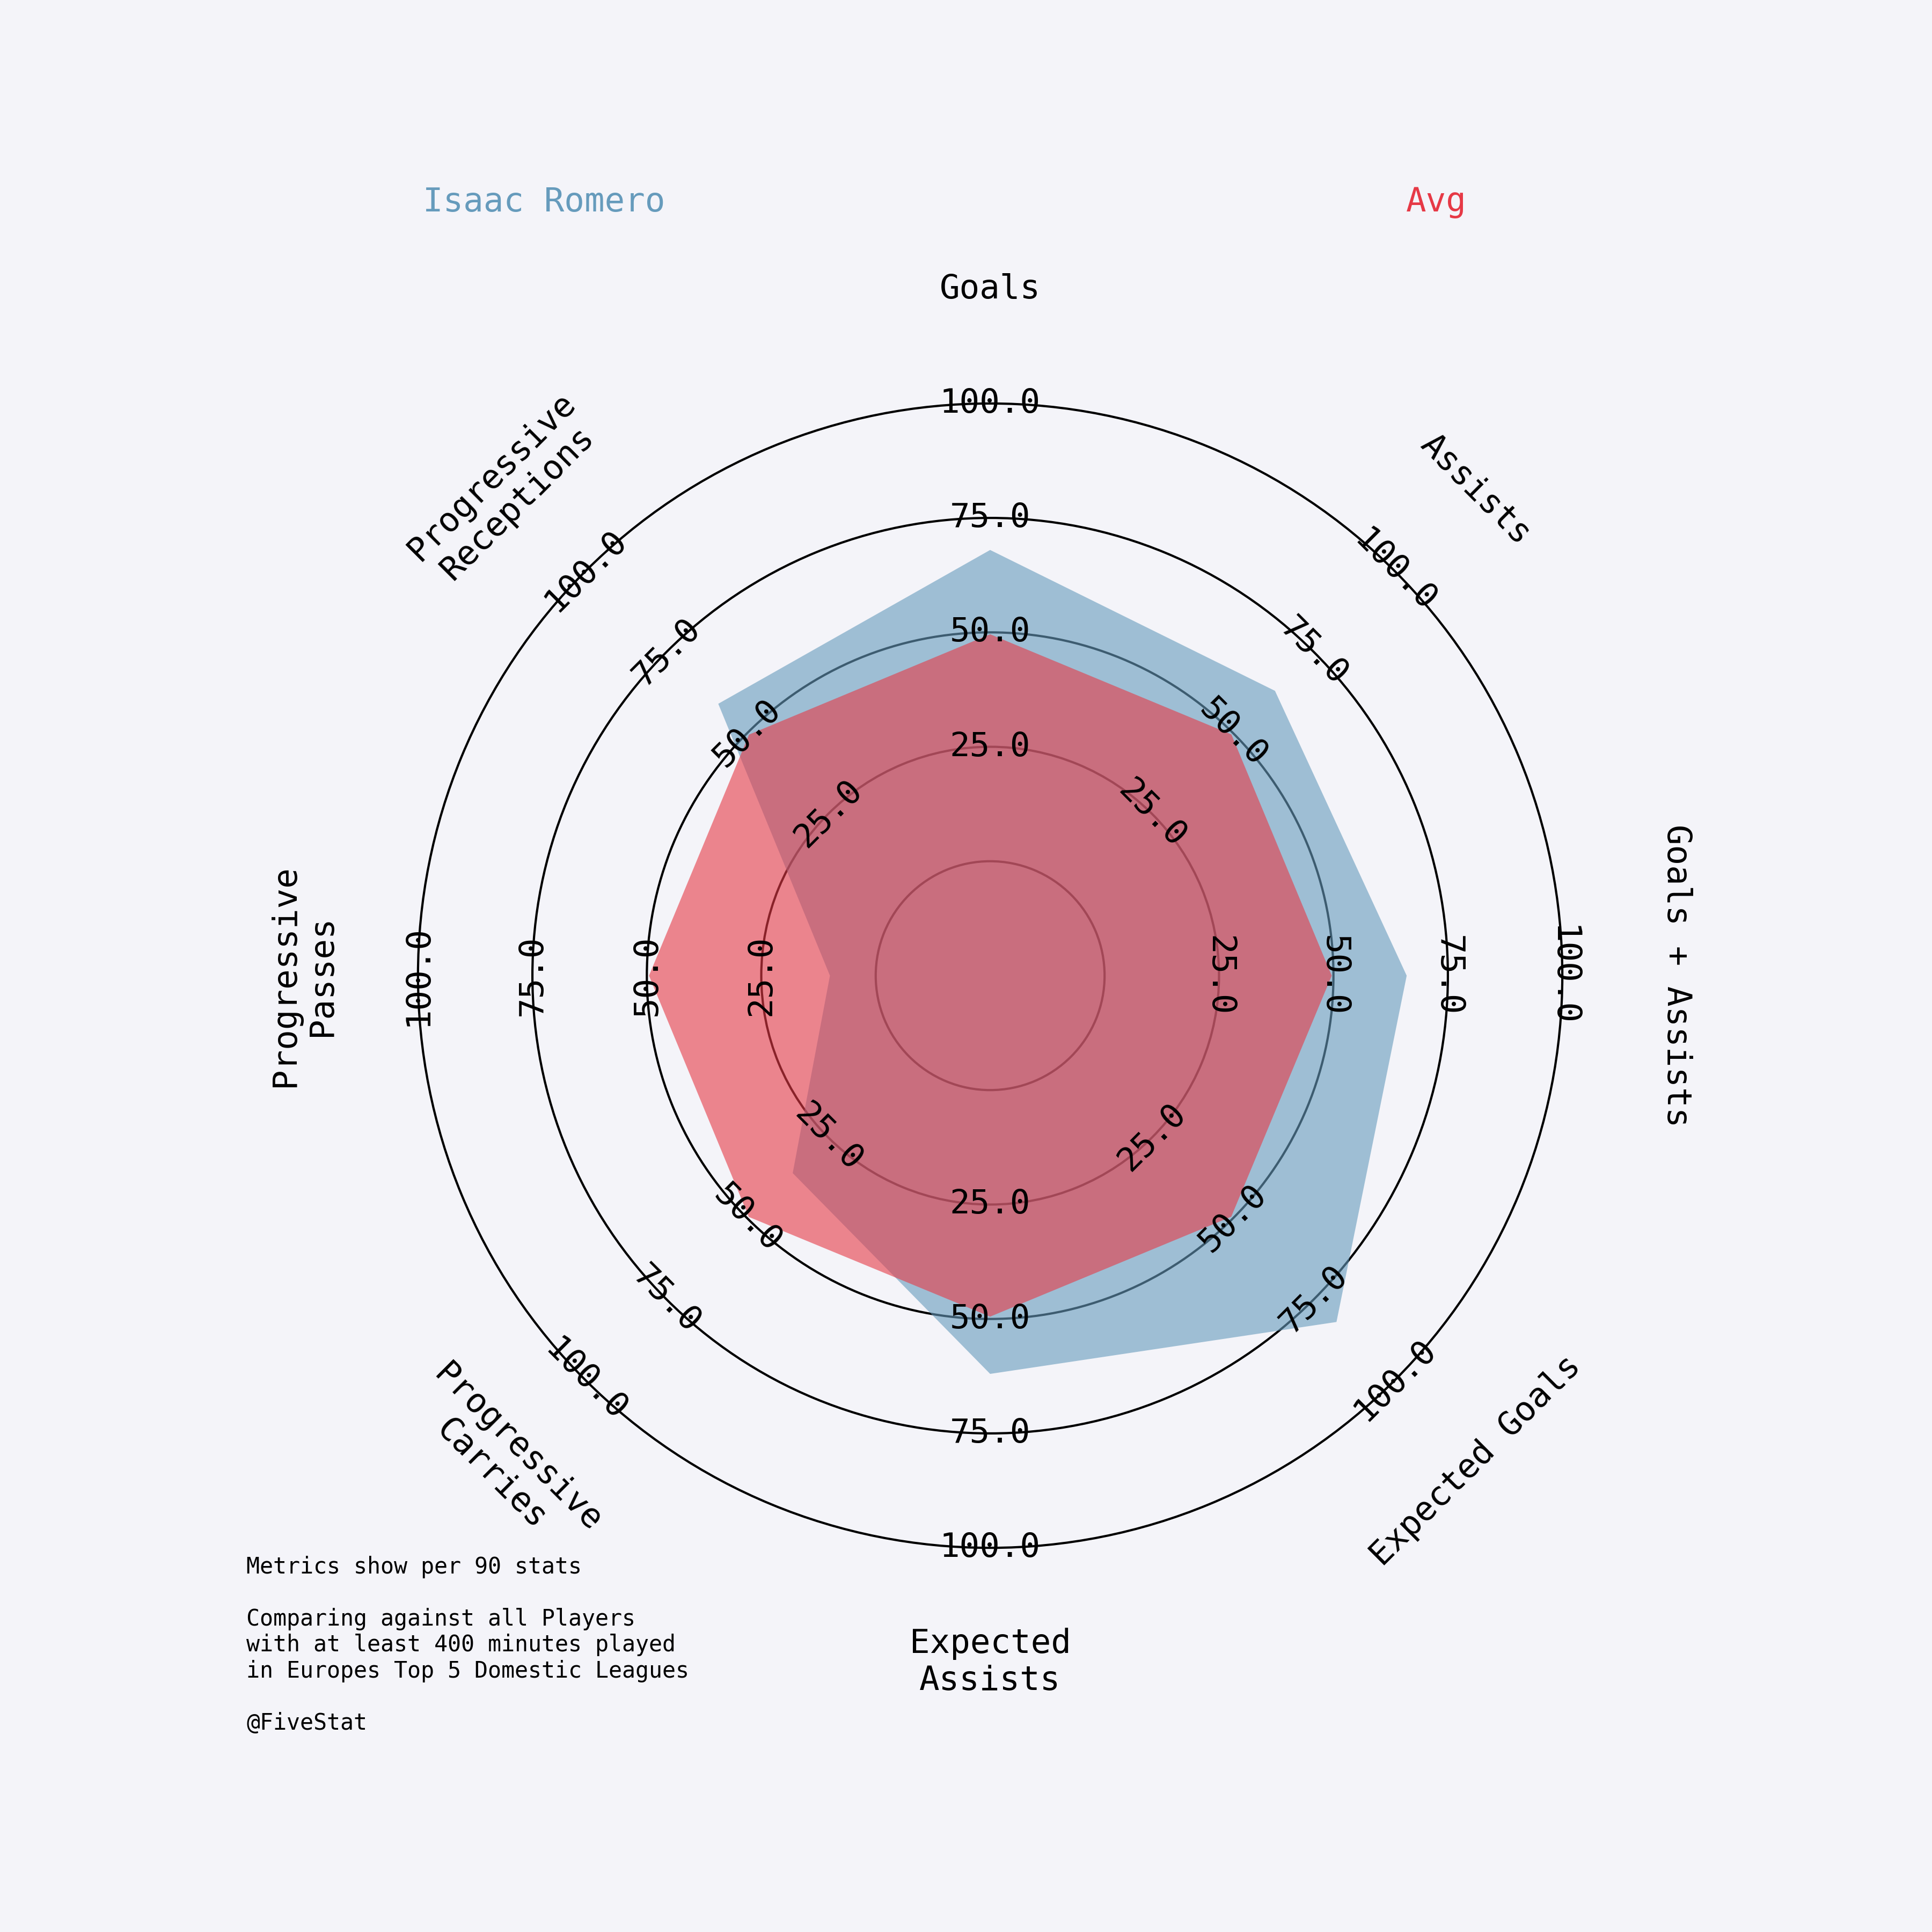 Isaac Romero
Avg
Goals
Assists
Goals + Assists
Expected Goals
Expected
Assists
Progressive
Carries
Progressive
Passes
Progressive
Receptions
25.0
50.0
75.0
100.0
25.0
50.0
75.0
100.0
25.0
50.0
75.0
100.0
25.0
50.0
75.0
100.0
25.0
50.0
75.0
100.0
25.0
50.0
75.0
100.0
25.0
50.0
75.0
100.0
25.0
50.0
75.0
100.0
Metrics show per 90 stats
Comparing against all Players
with at least 400 minutes played
in Europes Top 5 Domestic Leagues
@FiveStat